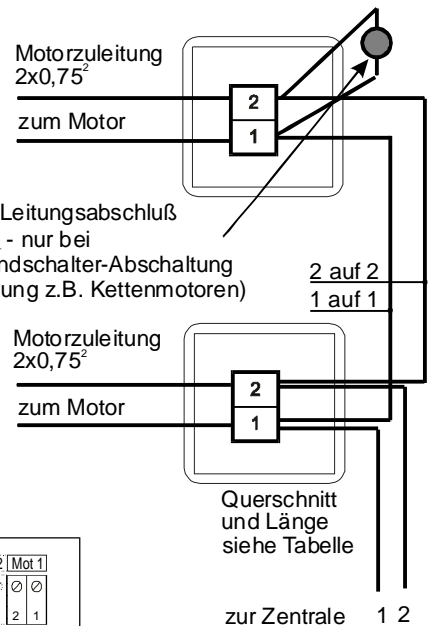 Motorzuleitung
2x0,75²
zum Motor
2
1
Leitungsabschluß
- nur bei
ndschalter-Abschaltung
ung z.B. Kettenmotoren)
2 auf 2
1 auf 1
Motorzuleitung
2x0,75²
zum Motor
2
1
Querschnitt
und Länge
siehe Tabelle
2 Mot 1
2 1
zur Zentrale 1 2